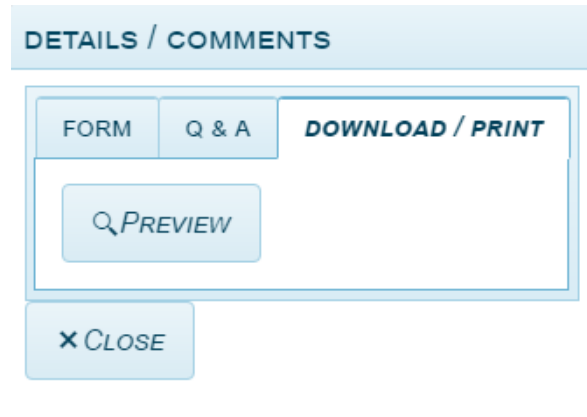 DETAILS / COMMENTS
FORM Q & A DOWNLOAD / PRINT
PREVIEW
CLOSE